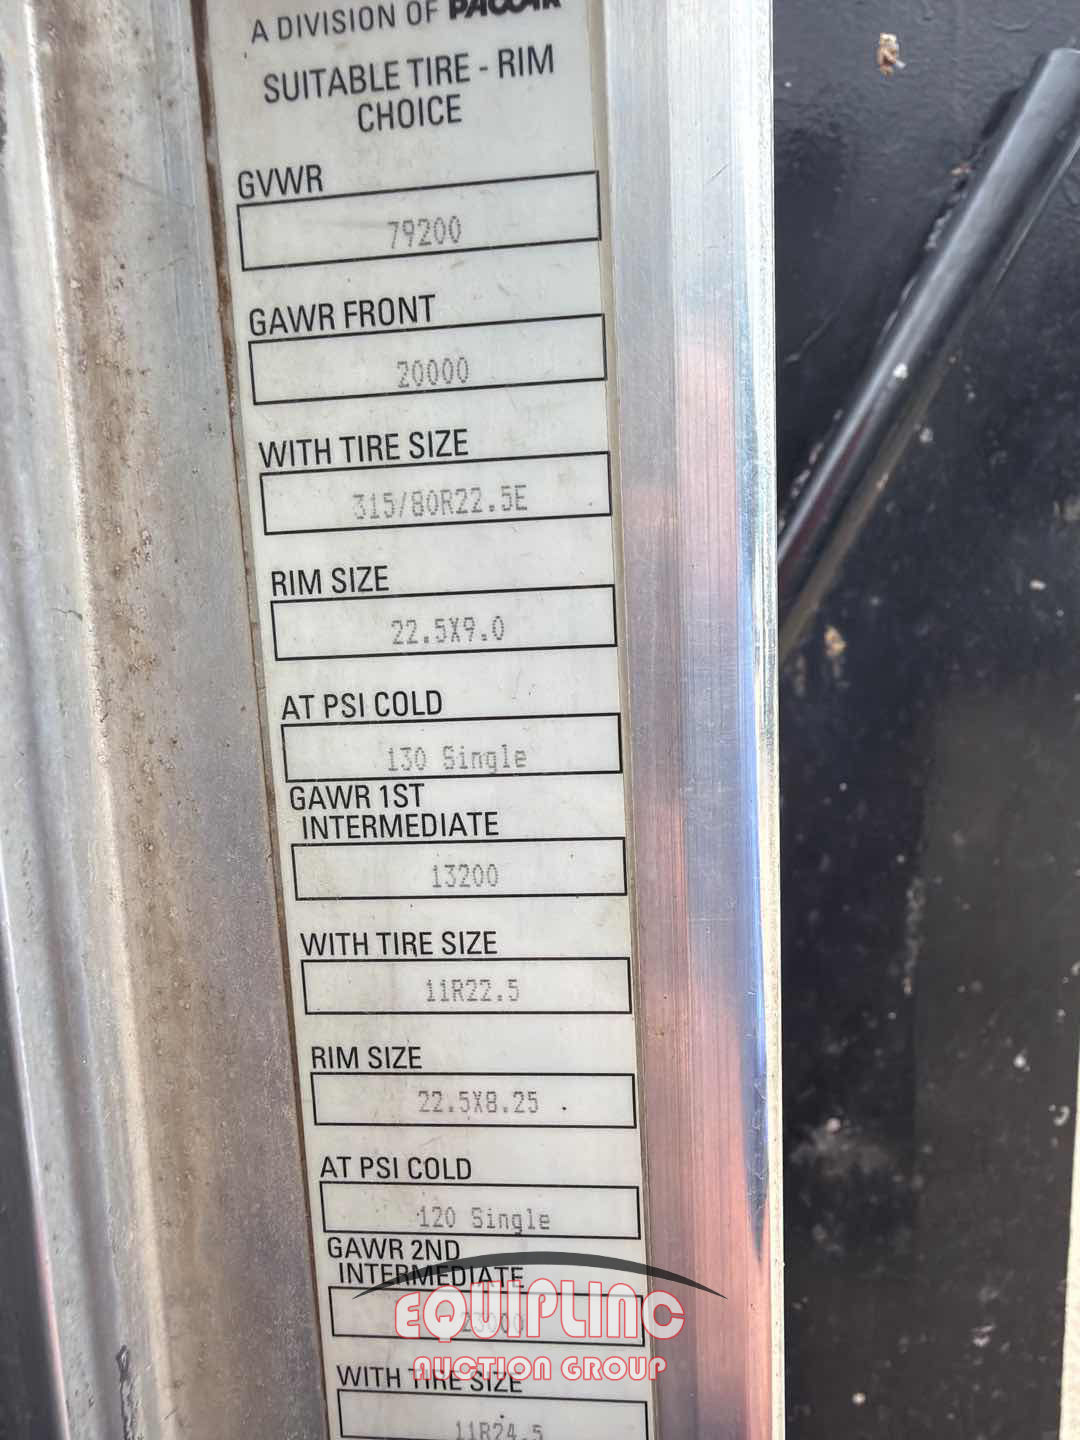 A DIVISION OF PACCAR
SUITABLE TIRE - RIM
CHOICE
GVWR
79200
GAWR FRONT
20000
WITH TIRE SIZE
315/80R22.5E
RIM SIZE
22.5X9.0
AT PSI COLD
130 Single
GAWR 1ST
INTERMEDIATE
13200
WITH TIRE SIZE
11R22.5
RIM SIZE
22.5X8.25
AT PSI COLD
120 Single
GAWR 2ND
INTERMEDIATE
23000
EQUIPLINC
AUCTION GROUP
WITH TIRE SIZE
11R24.5